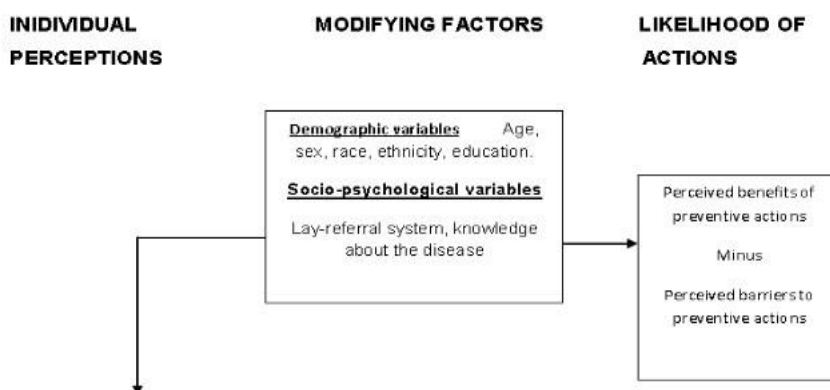 INIDIVIDUAL
PERCEPTIONS
MODIFYING FACTORS
LIKELIHOOD OF
ACTIONS
Demographic variables Age,
sex, race, ethnicity, education.
Socio-psychological variables
Lay-referral system, knowledge
about the disease
Perceived benefits of
preventive actions
Minus
Perceived barriers to
preventive actions